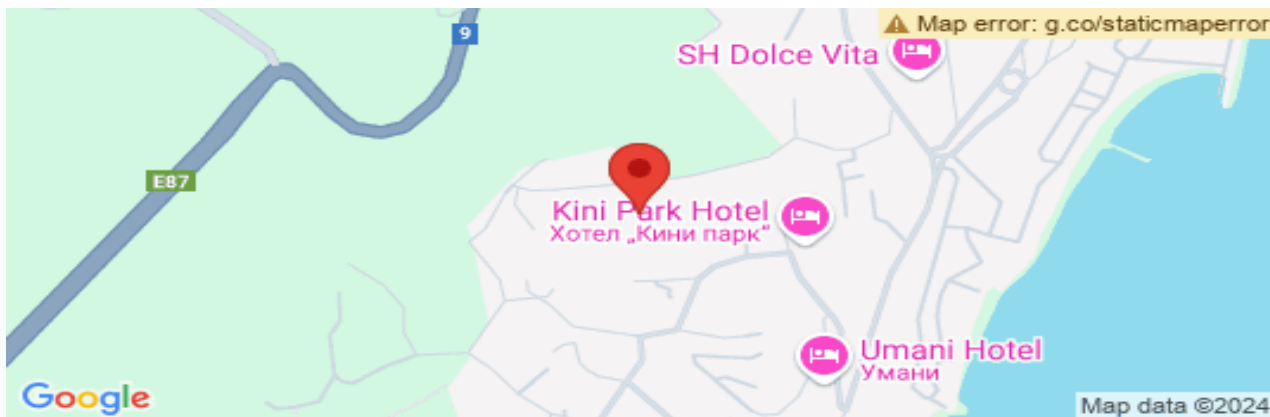 Map error: g.co/staticmaperror
9
SH Dolce Vita
E87
Kini Park Hotel
Хотел „Кини парк“
Umani Hotel
Умани
Google
Map data ©2024